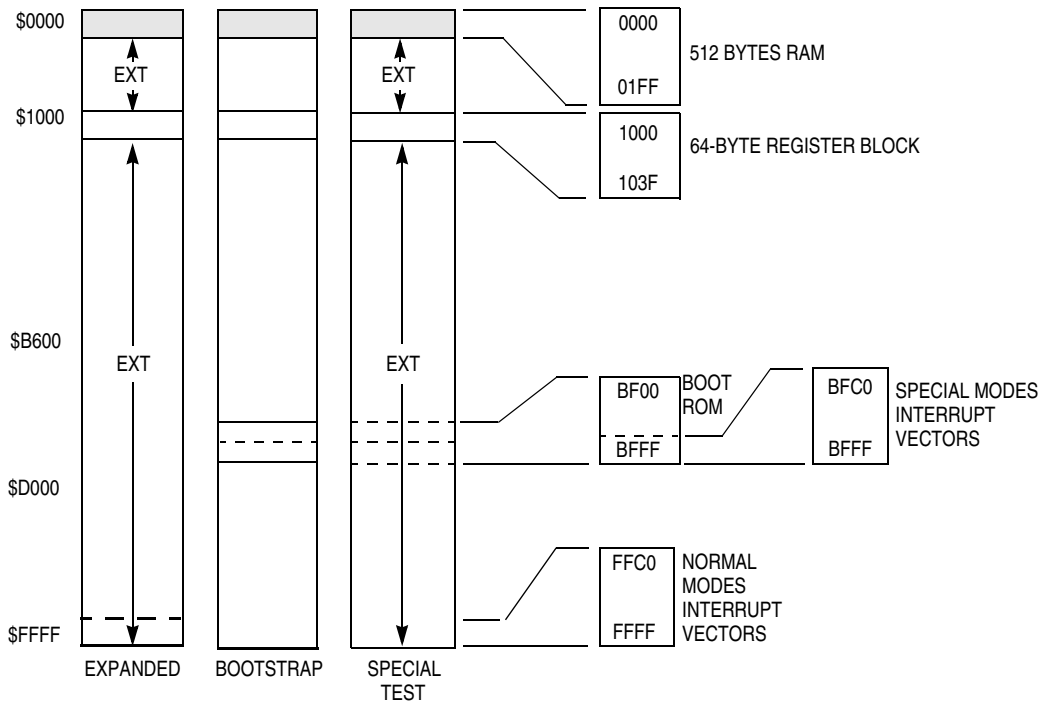 $0000
EXT
$1000
EXT
$B600
$D000
$FFFF
EXPANDED
BOOTSTRAP
EXT
EXT
SPECIAL
TEST
0000
01FF
512 BYTES RAM
1000
103F
64-BYTE REGISTER BLOCK
BF00
BFFF
BOOT
ROM
BFC0
BFFF
SPECIAL MODES
INTERRUPT
VECTORS
FFC0
FFFF
NORMAL
MODES
INTERRUPT
VECTORS